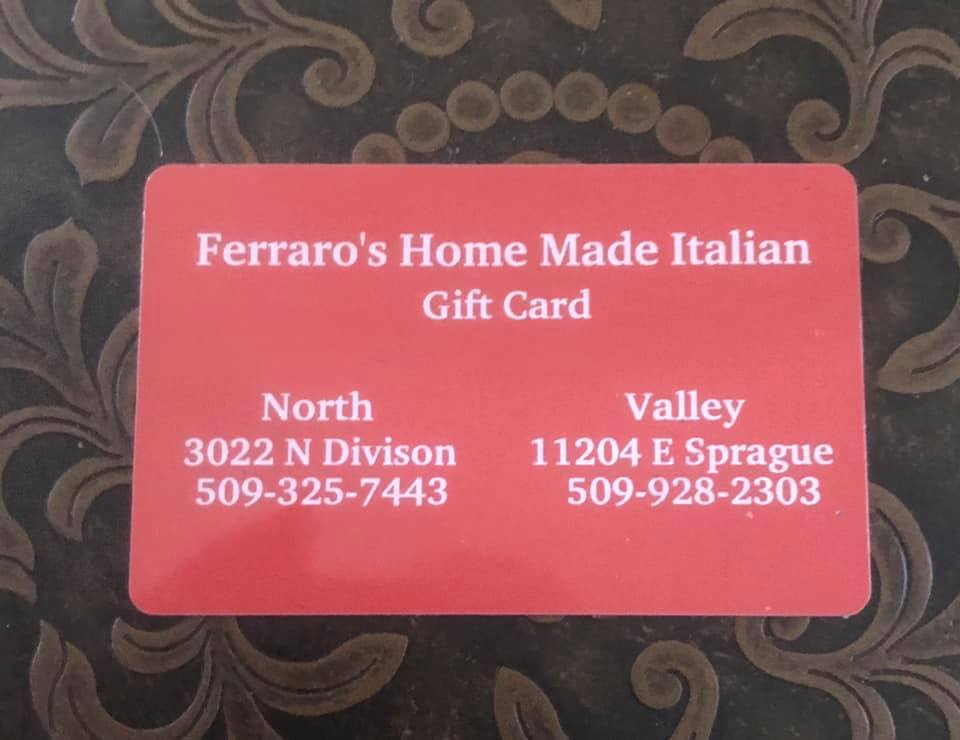 Ferraro's Home Made Italian
Gift Card
North
3022 N Divison
509-325-7443
Valley
11204 E Sprague
509-928-2303